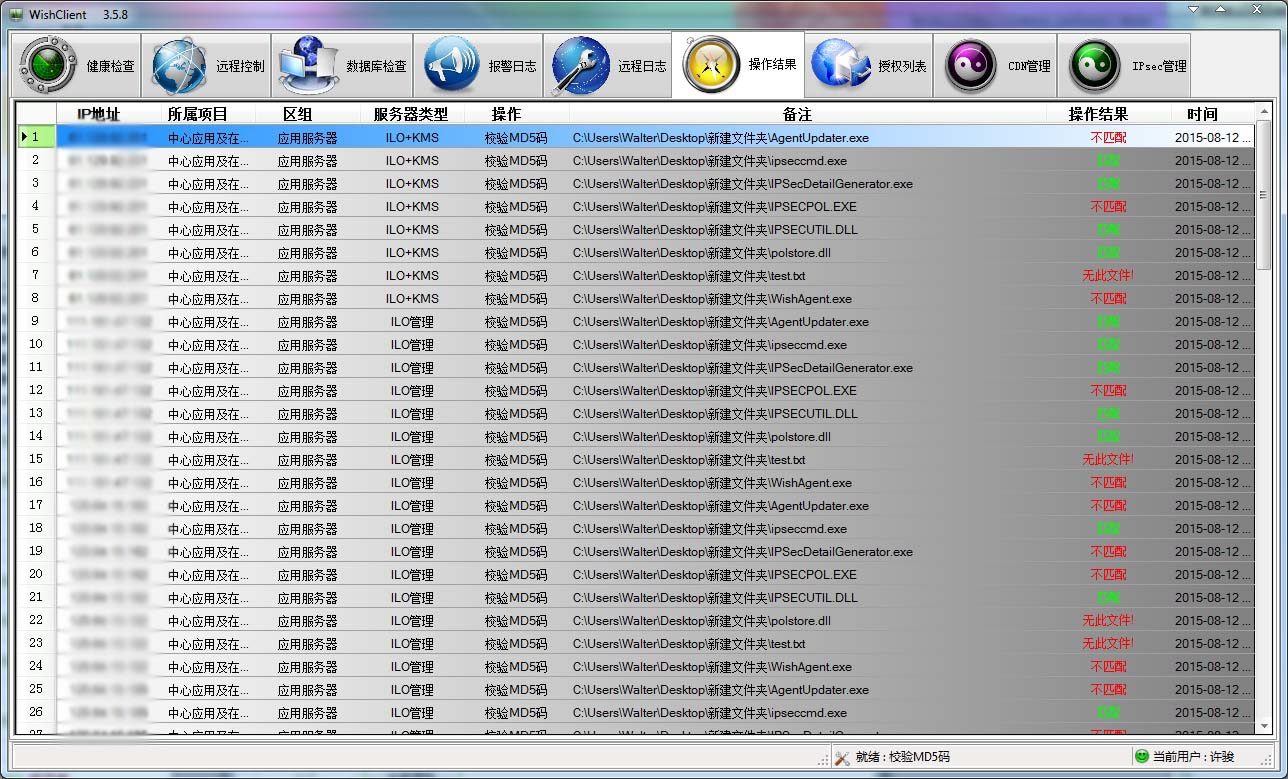 WishClient 3.5.8
健康检查 远程控制 数据库检查 报警日志 远程日志 操作结果 授权列表 CDN管理 IPsec管理
IP地址 所属项目 区组 服务器类型 操作 备注 操作结果 时间
1 中心应用及在... 应用服务器 ILO+KMS 校验MD5码 C:\Users\Walter\Desktop\新建文件夹\AgentUpdater.exe 不匹配 2015-08-12 ...
2 中心应用及在... 应用服务器 ILO+KMS 校验MD5码 C:\Users\Walter\Desktop\新建文件夹\ipseccmd.exe 2015-08-12 ...
3 中心应用及在... 应用服务器 ILO+KMS 校验MD5码 C:\Users\Walter\Desktop\新建文件夹\IPSecDetailGenerator.exe 2015-08-12 ...
4 中心应用及在... 应用服务器 ILO+KMS 校验MD5码 C:\Users\Walter\Desktop\新建文件夹\IPSECPOL.EXE 不匹配 2015-08-12 ...
5 中心应用及在... 应用服务器 ILO+KMS 校验MD5码 C:\Users\Walter\Desktop\新建文件夹\IPSECUTIL.DLL 2015-08-12 ...
6 中心应用及在... 应用服务器 ILO+KMS 校验MD5码 C:\Users\Walter\Desktop\新建文件夹\polstore.dll 2015-08-12 ...
7 中心应用及在... 应用服务器 ILO+KMS 校验MD5码 C:\Users\Walter\Desktop\新建文件夹\test.txt 无此文件! 2015-08-12 ...
8 中心应用及在... 应用服务器 ILO+KMS 校验MD5码 C:\Users\Walter\Desktop\新建文件夹\WishAgent.exe 不匹配 2015-08-12 ...
9 中心应用及在... 应用服务器 ILO管理 校验MD5码 C:\Users\Walter\Desktop\新建文件夹\AgentUpdater.exe 2015-08-12 ...
10 中心应用及在... 应用服务器 ILO管理 校验MD5码 C:\Users\Walter\Desktop\新建文件夹\ipseccmd.exe 2015-08-12 ...
11 中心应用及在... 应用服务器 ILO管理 校验MD5码 C:\Users\Walter\Desktop\新建文件夹\IPSecDetailGenerator.exe 2015-08-12 ...
12 中心应用及在... 应用服务器 ILO管理 校验MD5码 C:\Users\Walter\Desktop\新建文件夹\IPSECPOL.EXE 不匹配 2015-08-12 ...
13 中心应用及在... 应用服务器 ILO管理 校验MD5码 C:\Users\Walter\Desktop\新建文件夹\IPSECUTIL.DLL 2015-08-12 ...
14 中心应用及在... 应用服务器 ILO管理 校验MD5码 C:\Users\Walter\Desktop\新建文件夹\polstore.dll 2015-08-12 ...
15 中心应用及在... 应用服务器 ILO管理 校验MD5码 C:\Users\Walter\Desktop\新建文件夹\test.txt 无此文件! 2015-08-12 ...
16 中心应用及在... 应用服务器 ILO管理 校验MD5码 C:\Users\Walter\Desktop\新建文件夹\WishAgent.exe 不匹配 2015-08-12 ...
17 中心应用及在... 应用服务器 ILO管理 校验MD5码 C:\Users\Walter\Desktop\新建文件夹\AgentUpdater.exe 不匹配 2015-08-12 ...
18 中心应用及在... 应用服务器 ILO管理 校验MD5码 C:\Users\Walter\Desktop\新建文件夹\ipseccmd.exe 2015-08-12 ...
19 中心应用及在... 应用服务器 ILO管理 校验MD5码 C:\Users\Walter\Desktop\新建文件夹\IPSecDetailGenerator.exe 不匹配 2015-08-12 ...
20 中心应用及在... 应用服务器 ILO管理 校验MD5码 C:\Users\Walter\Desktop\新建文件夹\IPSECPOL.EXE 不匹配 2015-08-12 ...
21 中心应用及在... 应用服务器 ILO管理 校验MD5码 C:\Users\Walter\Desktop\新建文件夹\IPSECUTIL.DLL 2015-08-12 ...
22 中心应用及在... 应用服务器 ILO管理 校验MD5码 C:\Users\Walter\Desktop\新建文件夹\polstore.dll 无此文件! 2015-08-12 ...
23 中心应用及在... 应用服务器 ILO管理 校验MD5码 C:\Users\Walter\Desktop\新建文件夹\test.txt 无此文件! 2015-08-12 ...
24 中心应用及在... 应用服务器 ILO管理 校验MD5码 C:\Users\Walter\Desktop\新建文件夹\WishAgent.exe 不匹配 2015-08-12 ...
25 中心应用及在... 应用服务器 ILO管理 校验MD5码 C:\Users\Walter\Desktop\新建文件夹\AgentUpdater.exe 不匹配 2015-08-12 ...
26 中心应用及在... 应用服务器 ILO管理 校验MD5码 C:\Users\Walter\Desktop\新建文件夹\ipseccmd.exe 2015-08-12 ...
就绪 : 校验MD5码 当前用户 : 许骏